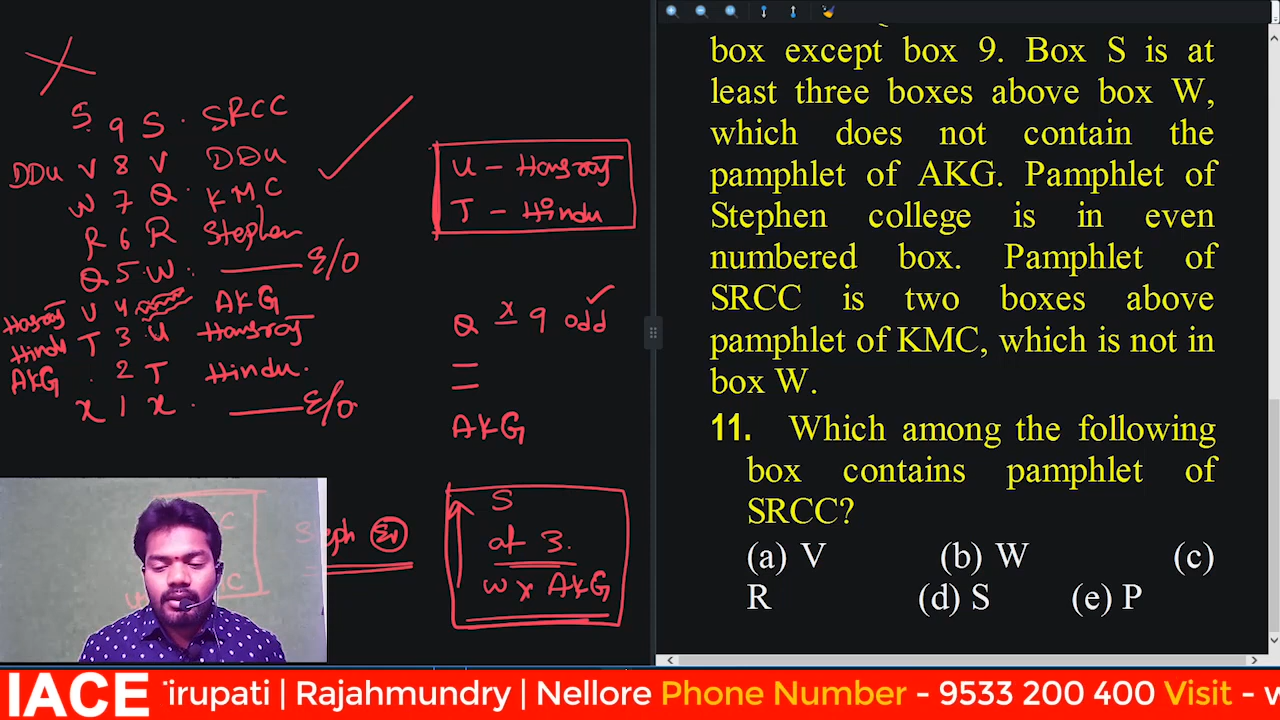 S 9 S SRCC
DDU V 8 V DDU
W 7 Q KMC
R 6 R Stephen
Q 5 W E/O
Hansraj U 4 AKG
Hindu T 3 U Hansraj
AKG 2 T Hindu.
X 1 X E/O
U - Hansraj
T - Hindu
Q x 9 odd
AKG
S
at 3.
W x AKG
box except box 9. Box S is at
least three boxes above box W,
which does not contain the
pamphlet of AKG. Pamphlet of
Stephen college is in even
numbered box. Pamphlet of
SRCC is two boxes above
pamphlet of KMC, which is not in
box W.
11. Which among the following
box contains pamphlet of
SRCC?
(a) V (b) W (c)
R (d) S (e) P
IACE Tirupati | Rajahmundry | Nellore Phone Number - 9533 200 400 Visit - w